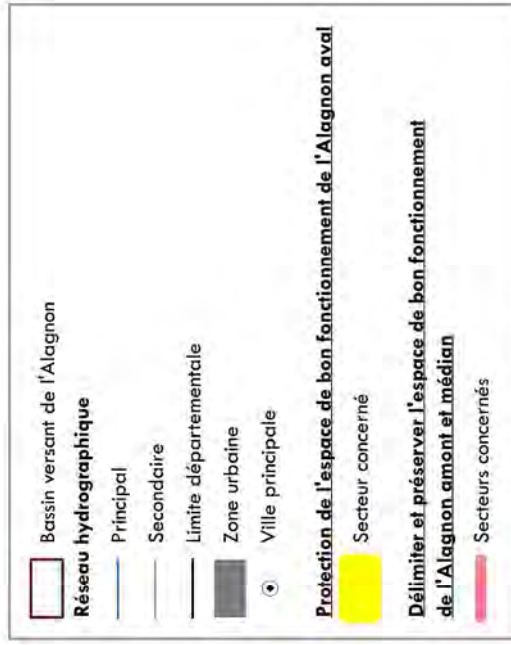 Bassin versant de l'Alagnon
Réseau hydrographique
Principal
Secondaire
Limite départementale
Zone urbaine
Ville principale
Protection de l'espace de bon fonctionnement de l'Alagnon aval
Secteur concerné
Délimiter et préserver l'espace de bon fonctionnement
de l'Alagnon amont et médian
Secteurs concernés